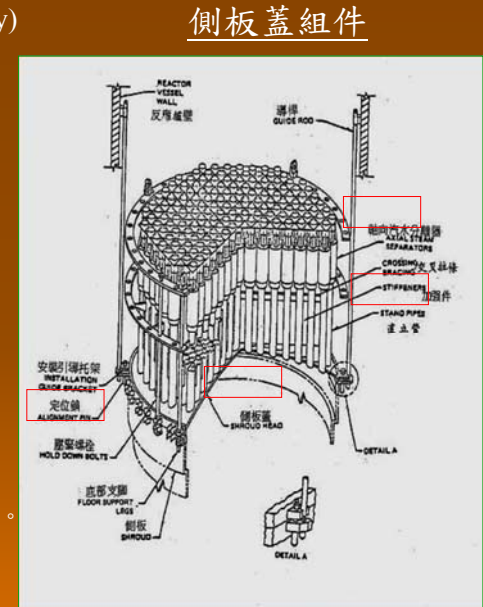 y)
側板蓋組件
REACTOR
VESSEL
WALL
反應爐壁
導桿
GUIDE ROD
軸向汽水分離器
AXIAL STEAM
SEPARATORS
CROSSING 交叉拉條
BRACING
STIFFENERS
加強件
STAND PIPES
直立管
安裝引導托架
INSTALLATION
GUIDE BRACKET
定位銷
ALIGNMENT PIN
壓緊螺栓
HOLD DOWN BOLTS
側板蓋
SHROUD HEAD
DETAIL A
底部支腳
FLOOR SUPPORT
LEGS
側板
SHROUD
DETAIL A
。